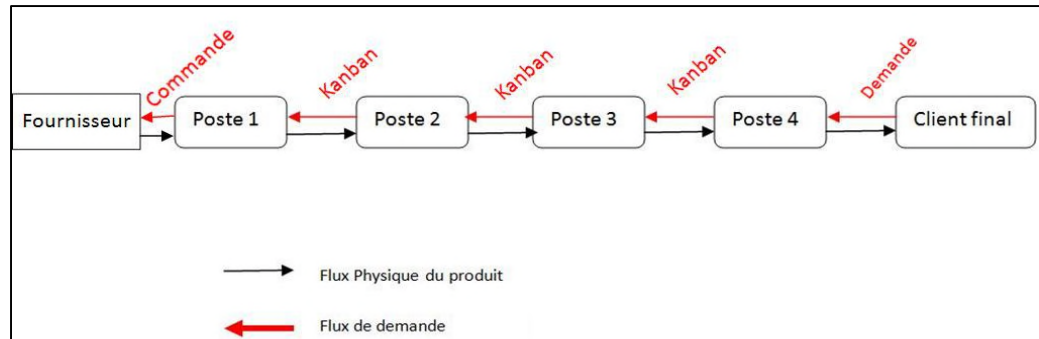 Commande
Kanban
Kanban
Kanban
Demande
Fournisseur
Poste 1
Poste 2
Poste 3
Poste 4
Client final
Flux Physique du produit
Flux de demande